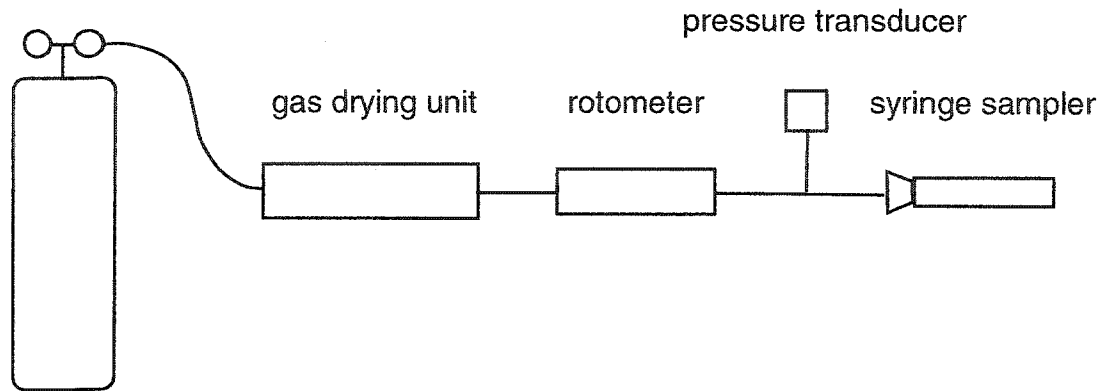 pressure transducer
gas drying unit
rotometer
syringe sampler